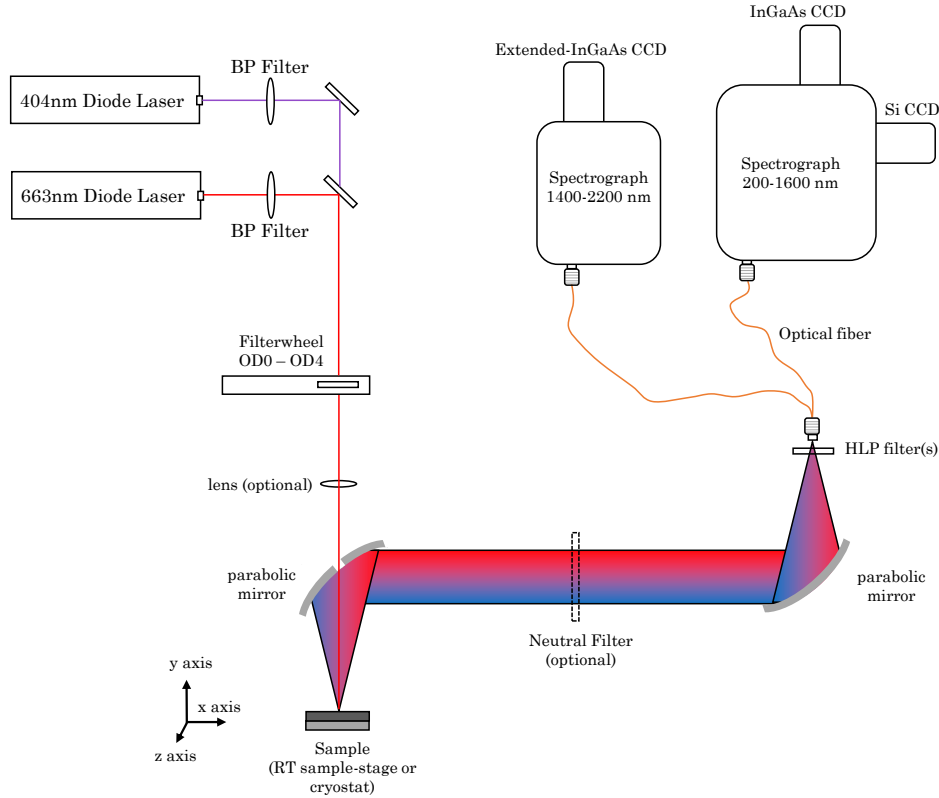 InGaAs CCD
Extended-InGaAs CCD
BP Filter
404nm Diode Laser
Si CCD
Spectrograph
1400-2200 nm
Spectrograph
200-1600 nm
663nm Diode Laser
BP Filter
Optical fiber
Filterwheel
OD0 – OD4
HLP filter(s)
lens (optional)
parabolic
mirror
parabolic
mirror
Neutral Filter
(optional)
y axis
x axis
z axis
Sample
(RT sample-stage or
cryostat)